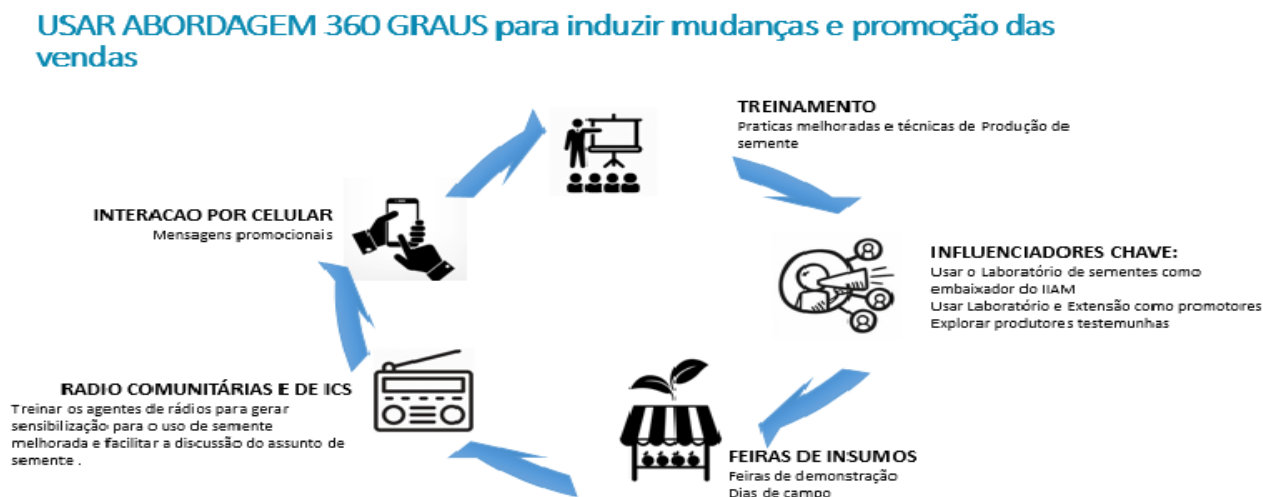 USAR ABORDAGEM 360 GRAUS para induzir mudanças e promoção das
vendas
TREINAMENTO
Praticas melhoradas e técnicas de Produção de
semente
INFLUENCIADORES CHAVE:
Usar o Laboratório de sementes como
embaixador do IIAM
Usar Laboratório e Extensão como promotores
Explorar produtores testemunhas
FEIRAS DE INSUMOS
Feiras de demonstração
Dias de campo
RADIO COMUNITÁRIAS E DE ICS
Treinar os agentes de rádios para gerar
sensibilização para o uso de semente
melhorada e facilitar a discussão do assunto de
semente .
INTERACAO POR CELULAR
Mensagens promocionais